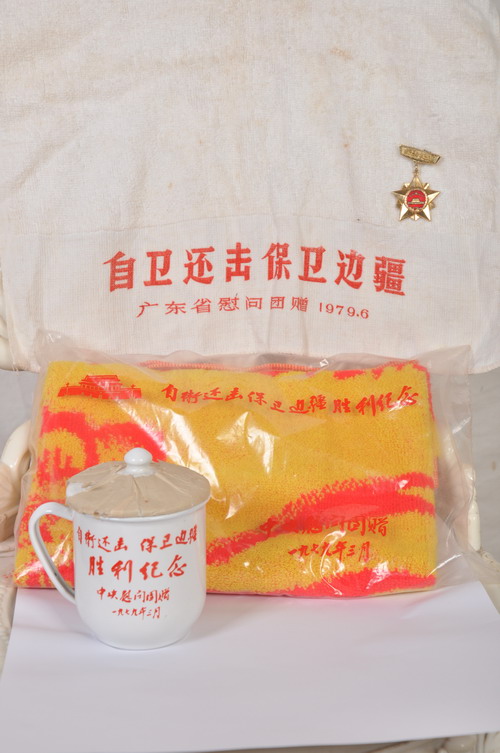 自卫还击保卫边疆
广东省慰问团赠 1979.6
自衛还击保卫边疆 胜利纪念
中央慰问团赠
一九七九年三月
自衛还击 保卫边疆
胜利纪念
中央慰问团赠
一九七九年三月